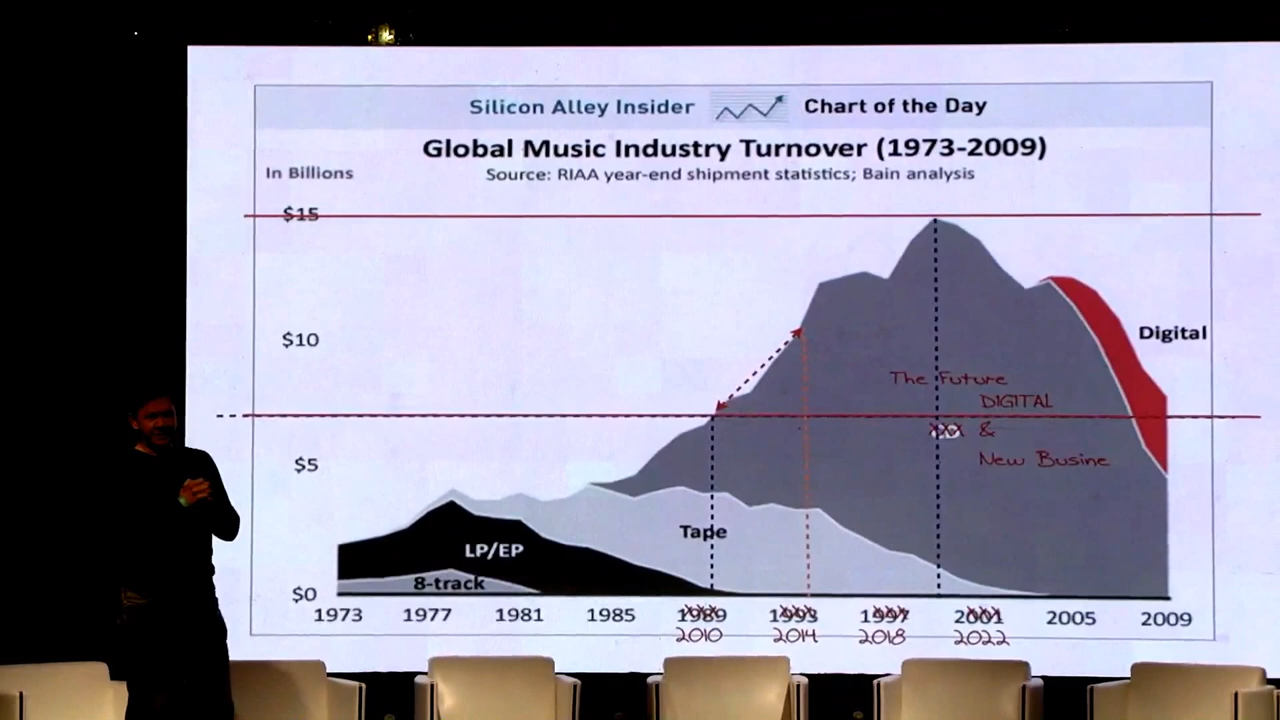 Silicon Alley Insider Chart of the Day
Global Music Industry Turnover (1973-2009)
In Billions
Source: RIAA year-end shipment statistics; Bain analysis
$15
$10
Digital
The Future
DIGITAL
XXX &
New Busine
$5
Tape
LP/EP
8-track
$0
1973 1977 1981 1985 1989 1993 1997 2001 2005 2009
2010 2014 2018 2022